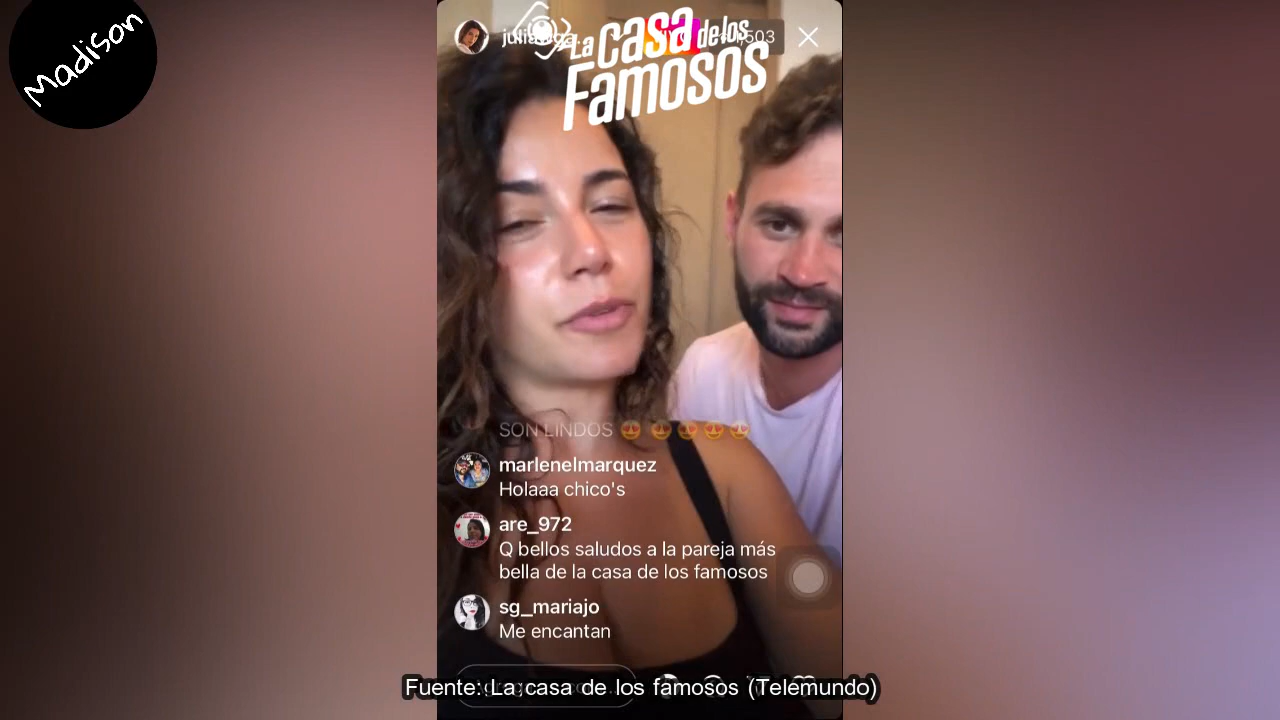 Madison
La casa de los
Famosos
503
SON LINDOS 😍 😍 😍 😍 😍
marlenelmarquez
Holaaa chico's
are_972
Q bellos saludos a la pareja más
bella de la casa de los famosos
sg_mariajo
Me encantan
Fuente: La casa de los famosos (Telemundo)